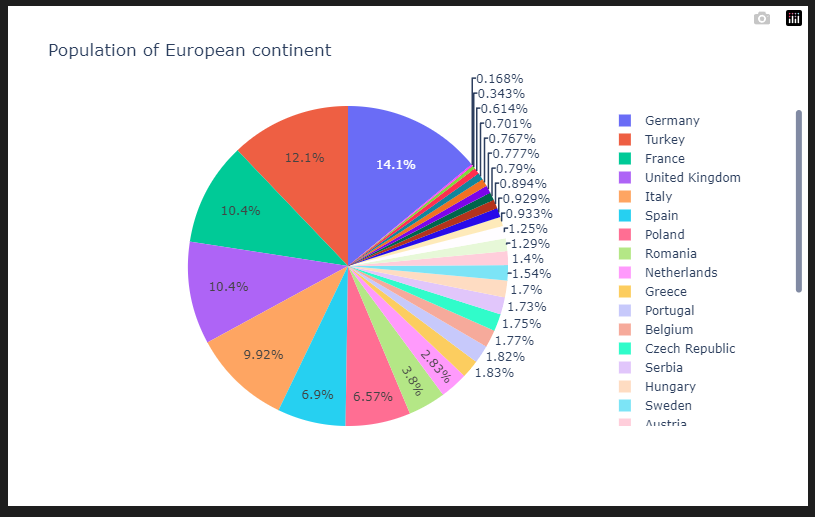 Population of European continent
0.168%
0.343%
0.614%
0.701%
0.767%
0.777%
0.79%
0.894%
0.929%
0.933%
1.25%
1.29%
1.4%
1.54%
1.7%
1.73%
1.75%
1.77%
1.82%
1.83%
14.1%
12.1%
10.4%
10.4%
9.92%
6.9%
6.57%
3.8%
2.83%
Germany
Turkey
France
United Kingdom
Italy
Spain
Poland
Romania
Netherlands
Greece
Portugal
Belgium
Czech Republic
Serbia
Hungary
Sweden
Austria